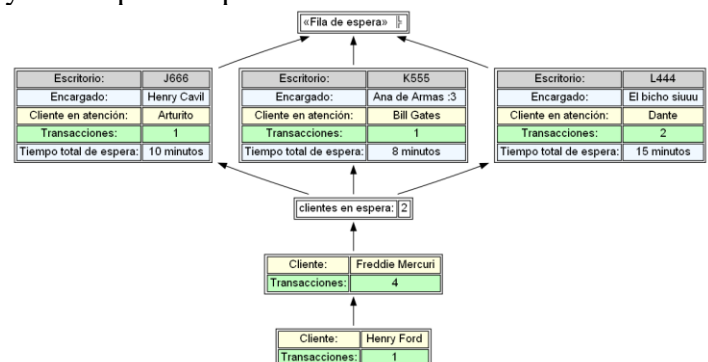 «Fila de espera»
Escritorio: J666
Encargado: Henry Cavil
Cliente en atención: Arturito
Transacciones: 1
Tiempo total de espera: 10 minutos
Escritorio: K555
Encargado: Ana de Armas :3
Cliente en atención: Bill Gates
Transacciones: 1
Tiempo total de espera: 8 minutos
Escritorio: L444
Encargado: El bicho siuuu
Cliente en atención: Dante
Transacciones: 2
Tiempo total de espera: 15 minutos
clientes en espera: 2
Cliente: Freddie Mercuri
Transacciones: 4
Cliente: Henry Ford
Transacciones: 1